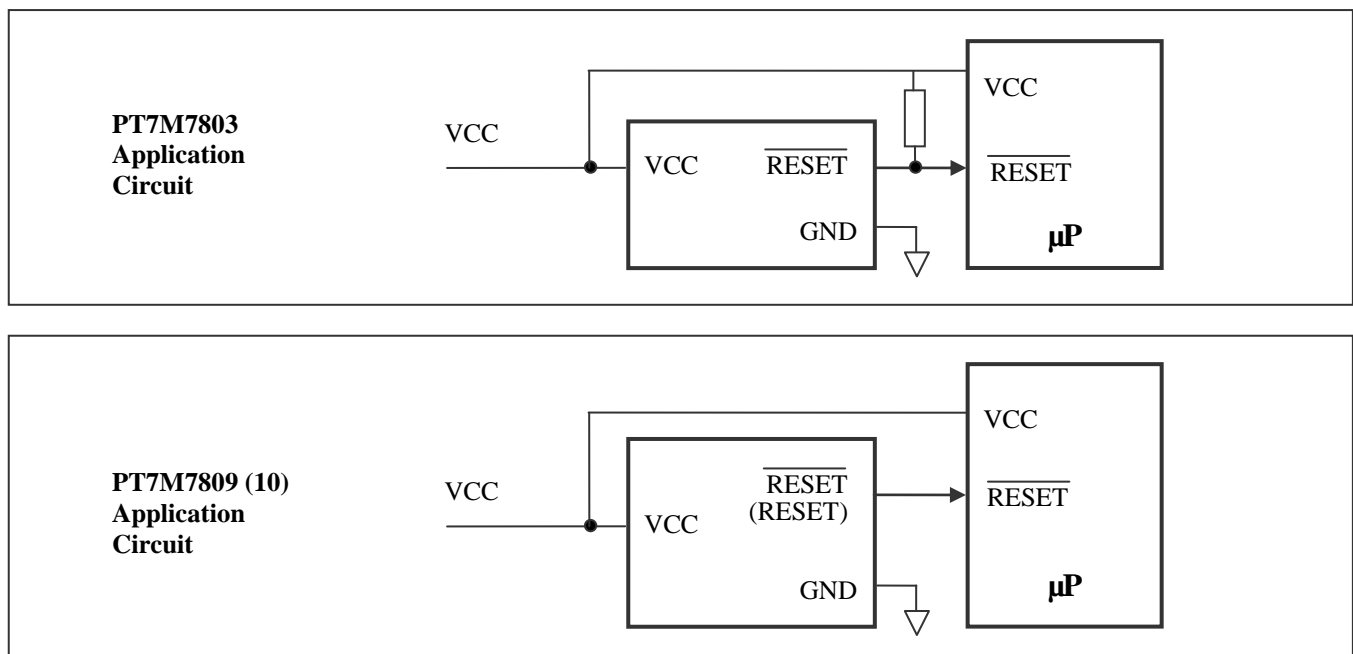 PT7M7803
Application
Circuit
VCC
VCC
RESET
GND
VCC
RESET
µP
PT7M7809 (10)
Application
Circuit
VCC
VCC
RESET
(RESET)
GND
VCC
RESET
µP